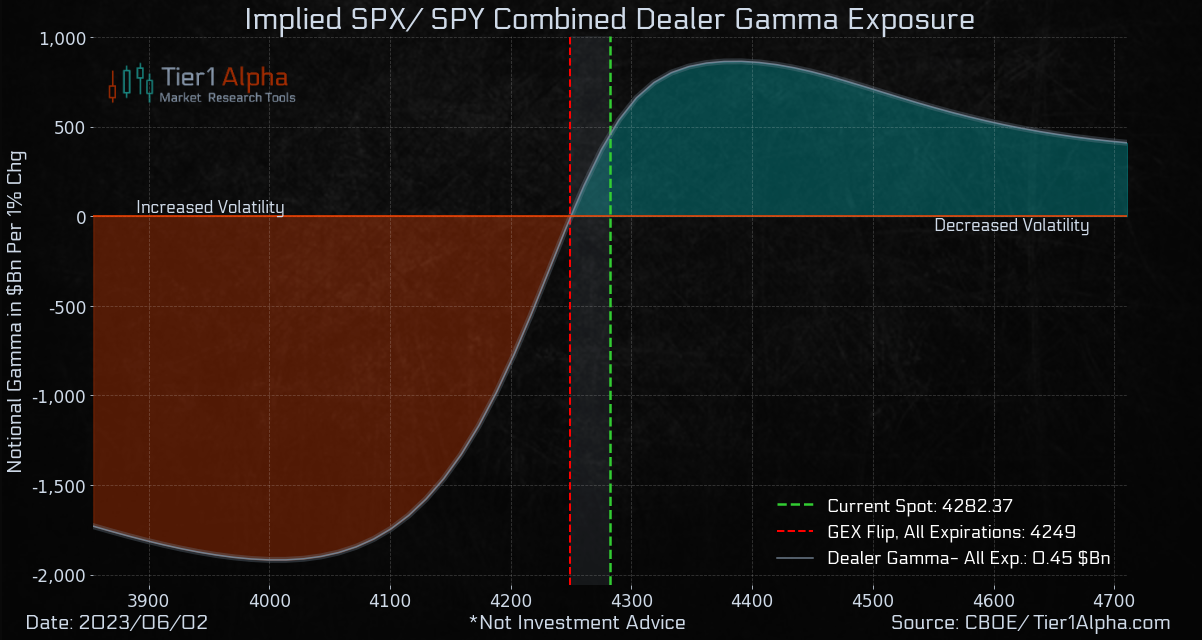 Implied SPX/ SPY Combined Dealer Gamma Exposure
Tier1 Alpha
Market Research Tools
Notional Gamma in $Bn Per 1% Chg
1,000
500
0
-500
-1,000
-1,500
-2,000
Increased Volatility
Decreased Volatility
Current Spot: 4282.37
GEX Flip, All Expirations: 4249
Dealer Gamma- All Exp.: 0.45 $Bn
3900 4000 4100 4200 4300 4400 4500 4600 4700
Date: 2023/06/02 *Not Investment Advice Source: CBOE/ Tier1Alpha.com